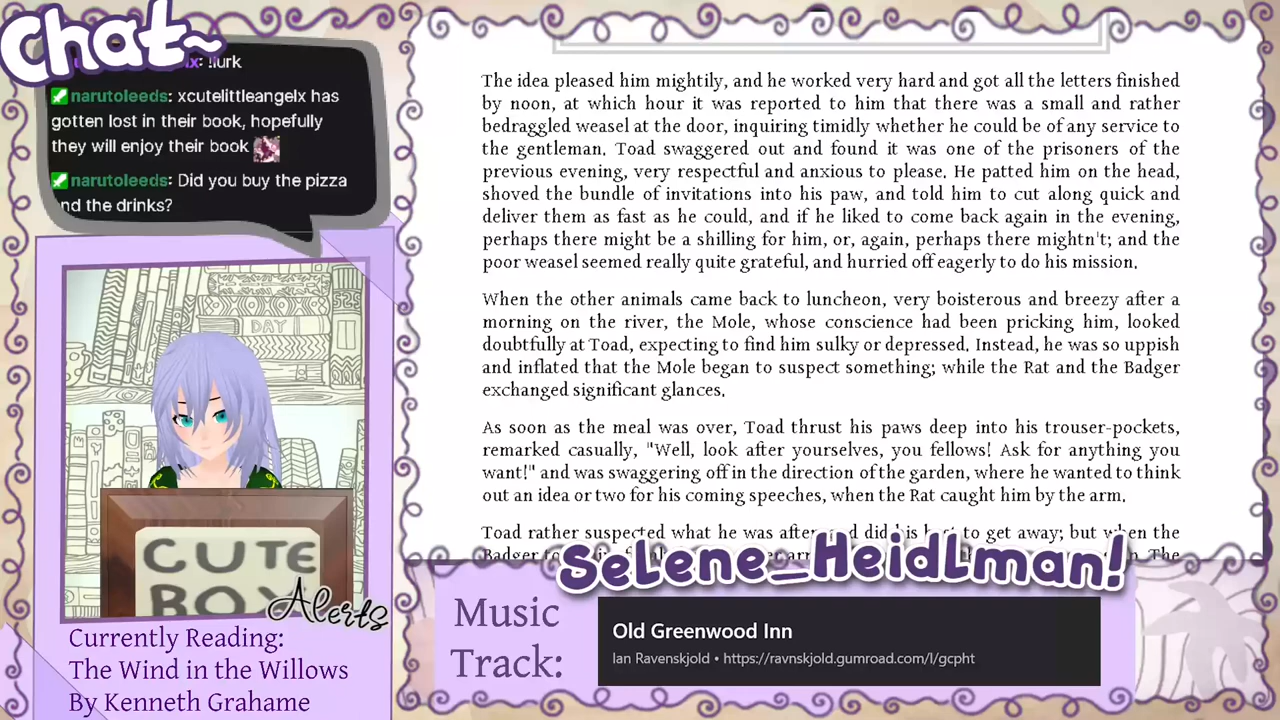 Chat~
!lurk
narutoleeds: xcutelittleangelx has
gotten lost in their book, hopefully
they will enjoy their book
narutoleeds: Did you buy the pizza
and the drinks?
DAY
CUTE
BOX
Alerts
Currently Reading:
The Wind in the Willows
By Kenneth Grahame
The idea pleased him mightily, and he worked very hard and got all the letters finished
by noon, at which hour it was reported to him that there was a small and rather
bedraggled weasel at the door, inquiring timidly whether he could be of any service to
the gentleman. Toad swaggered out and found it was one of the prisoners of the
previous evening, very respectful and anxious to please. He patted him on the head,
shoved the bundle of invitations into his paw, and told him to cut along quick and
deliver them as fast as he could, and if he liked to come back again in the evening,
perhaps there might be a shilling for him, or, again, perhaps there mightn't; and the
poor weasel seemed really quite grateful, and hurried off eagerly to do his mission.
When the other animals came back to luncheon, very boisterous and breezy after a
morning on the river, the Mole, whose conscience had been pricking him, looked
doubtfully at Toad, expecting to find him sulky or depressed. Instead, he was so uppish
and inflated that the Mole began to suspect something; while the Rat and the Badger
exchanged significant glances.
As soon as the meal was over, Toad thrust his paws deep into his trouser-pockets,
remarked casually, "Well, look after yourselves, you fellows! Ask for anything you
want!" and was swaggering off in the direction of the garden, where he wanted to think
out an idea or two for his coming speeches, when the Rat caught him by the arm.
Toad rather suspected what he was after, and did his best to get away; but when the
Badger
The
Selene_Heidlman!
Music
Track:
Old Greenwood Inn
Ian Ravenskjold • https://ravnskjold.gumroad.com/l/gcpht